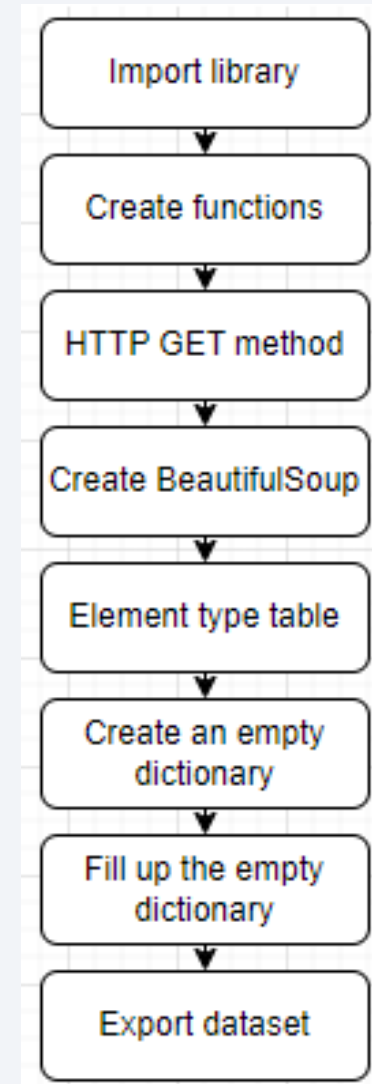 Import library
Create functions
HTTP GET method
Create BeautifulSoup
Element type table
Create an empty
dictionary
Fill up the empty
dictionary
Export dataset